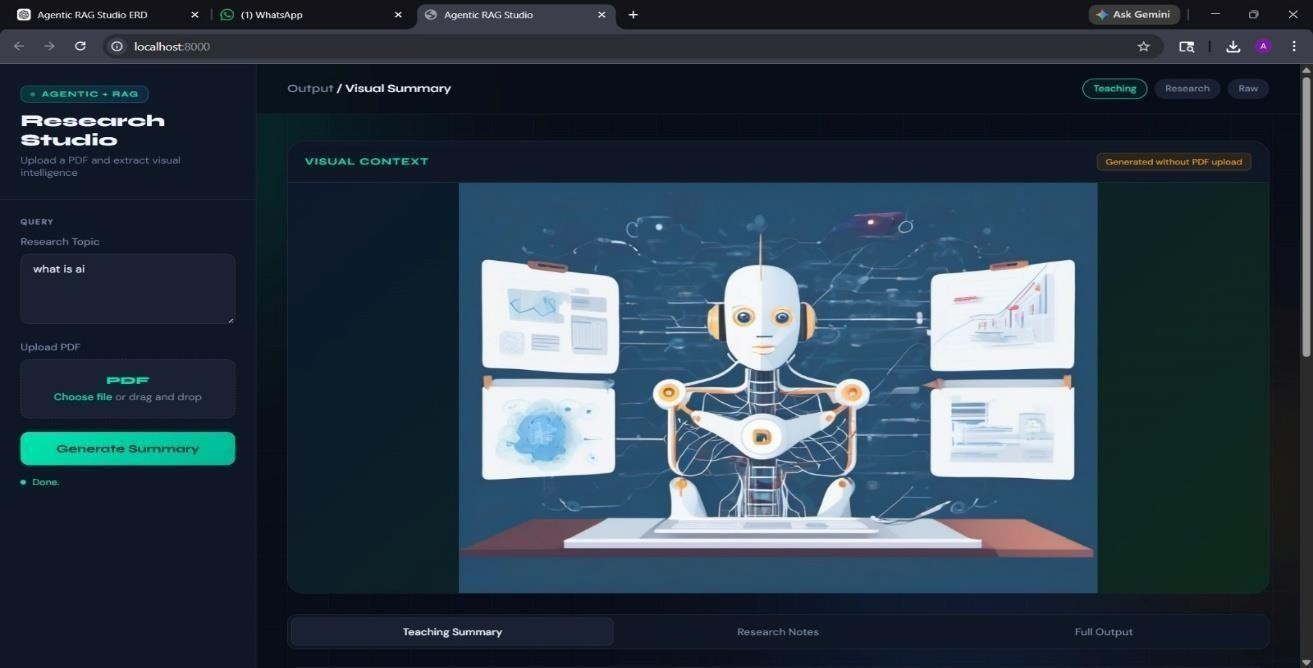 Agentic RAG Studio ERD
(1) WhatsApp
Agentic RAG Studio
Ask Gemini
localhost:8000
A
AGENTIC + RAG
Research
Studio
Upload a PDF and extract visual
intelligence
QUERY
Research Topic
what is ai
Upload PDF
PDF
Choose file or drag and drop
Generate Summary
Done.
Output / Visual Summary
Teaching
Research
Raw
VISUAL CONTEXT
Generated without PDF upload
Teaching Summary
Research Notes
Full Output